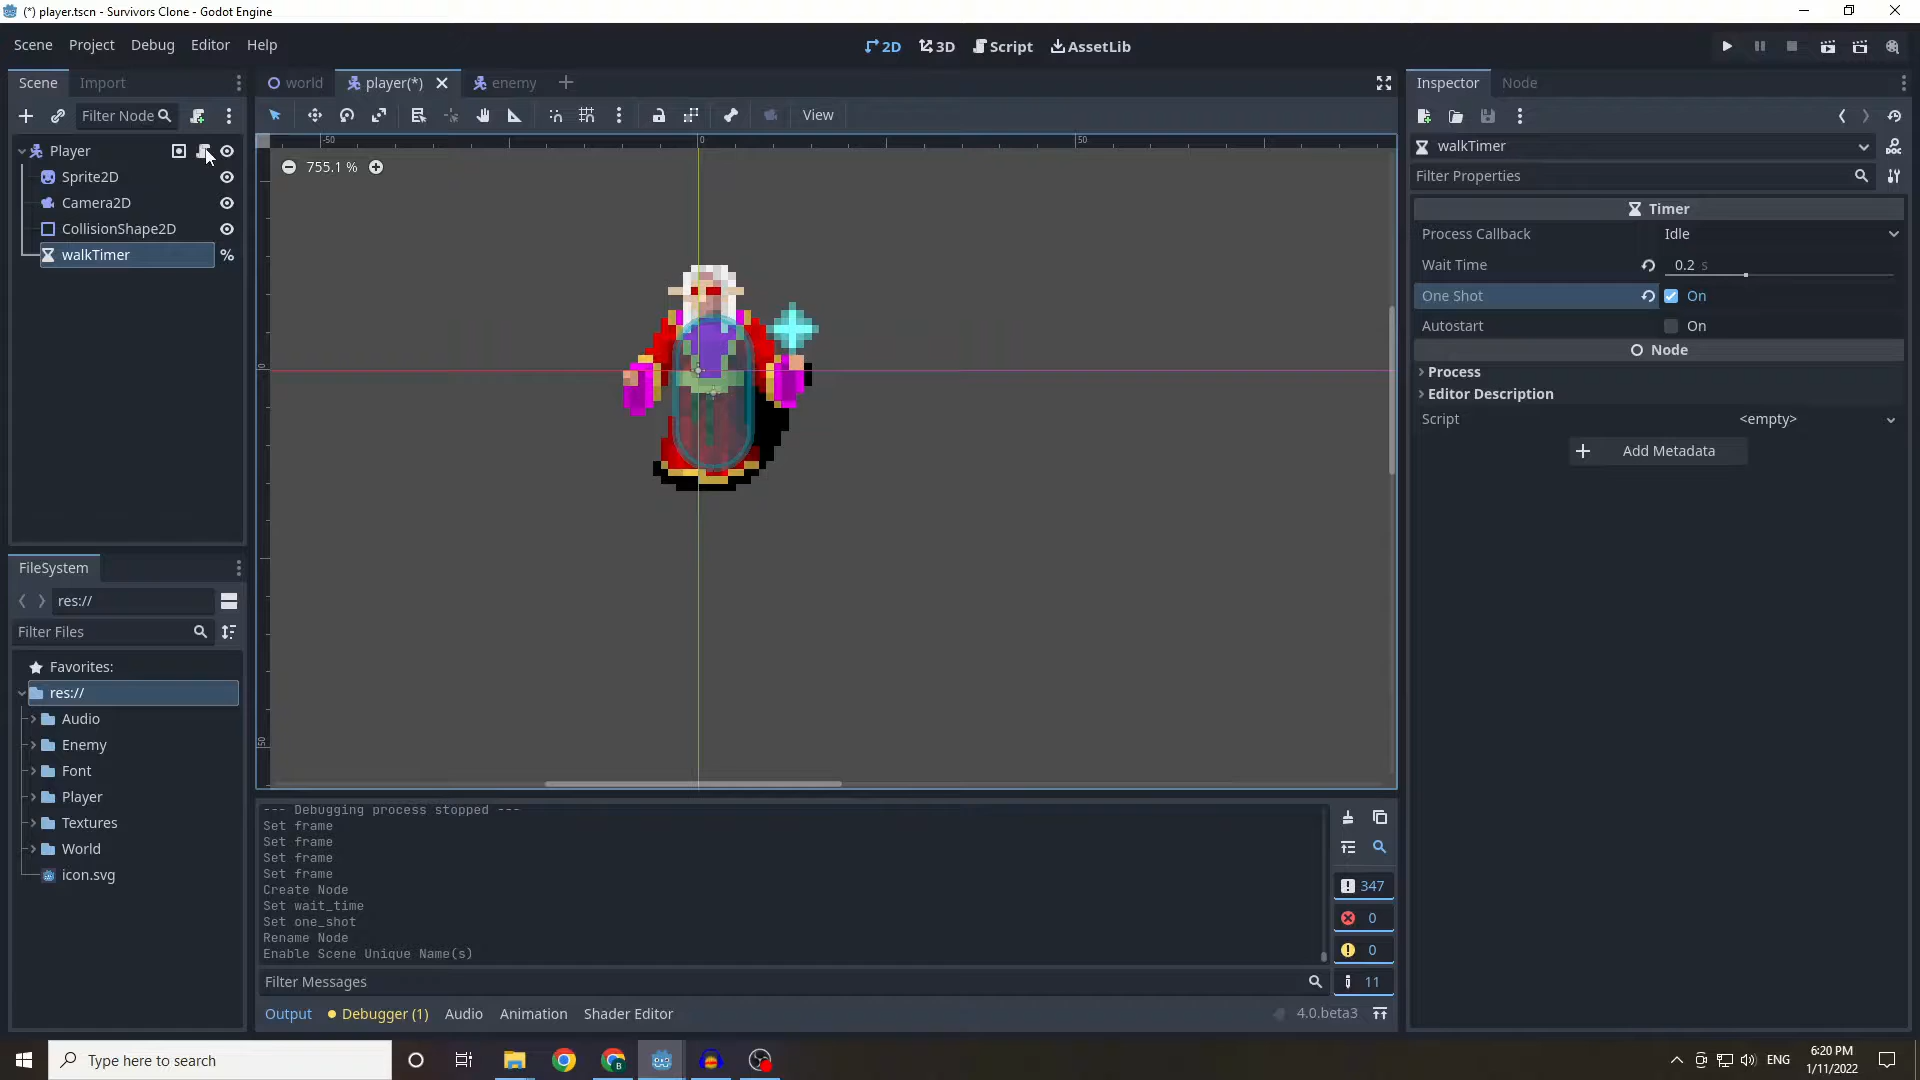 (*) player.tscn - Survivors Clone - Godot Engine
Scene Project Debug Editor Help
2D 3D Script AssetLib
Scene Import
world player(*) enemy
Inspector Node
Filter Node
View
Player
Sprite2D
Camera2D
CollisionShape2D
walkTimer %
-50 0 50
755.1 %
0
50
walkTimer
Filter Properties
Timer
Process Callback Idle
Wait Time 0.2 s
One Shot On
Autostart On
Node
Process
Editor Description
Script <empty>
Add Metadata
FileSystem
res://
Filter Files
Favorites:
res://
Audio
Enemy
Font
Player
Textures
World
icon.svg
--- Debugging process stopped ---
Set frame
Set frame
Set frame
Set frame
Create Node
Set wait_time
Set one_shot
Rename Node
Enable Scene Unique Name(s)
347
0
0
11
Filter Messages
Output Debugger (1) Audio Animation Shader Editor
4.0.beta3
Type here to search
ENG
6:20 PM
1/11/2022